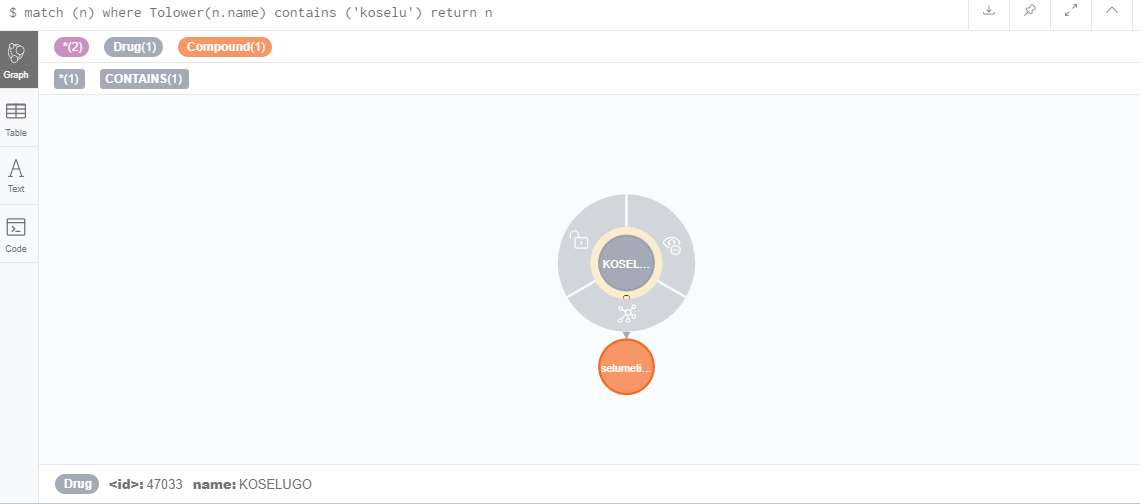 $ match (n) where Tolower(n.name) contains ('koselu') return n
*(2) Drug(1) Compound(1)
*(1) CONTAINS(1)
Graph
Table
Text
Code
KOSEL...
selumeti...
Drug <id>: 47033 name: KOSELUGO